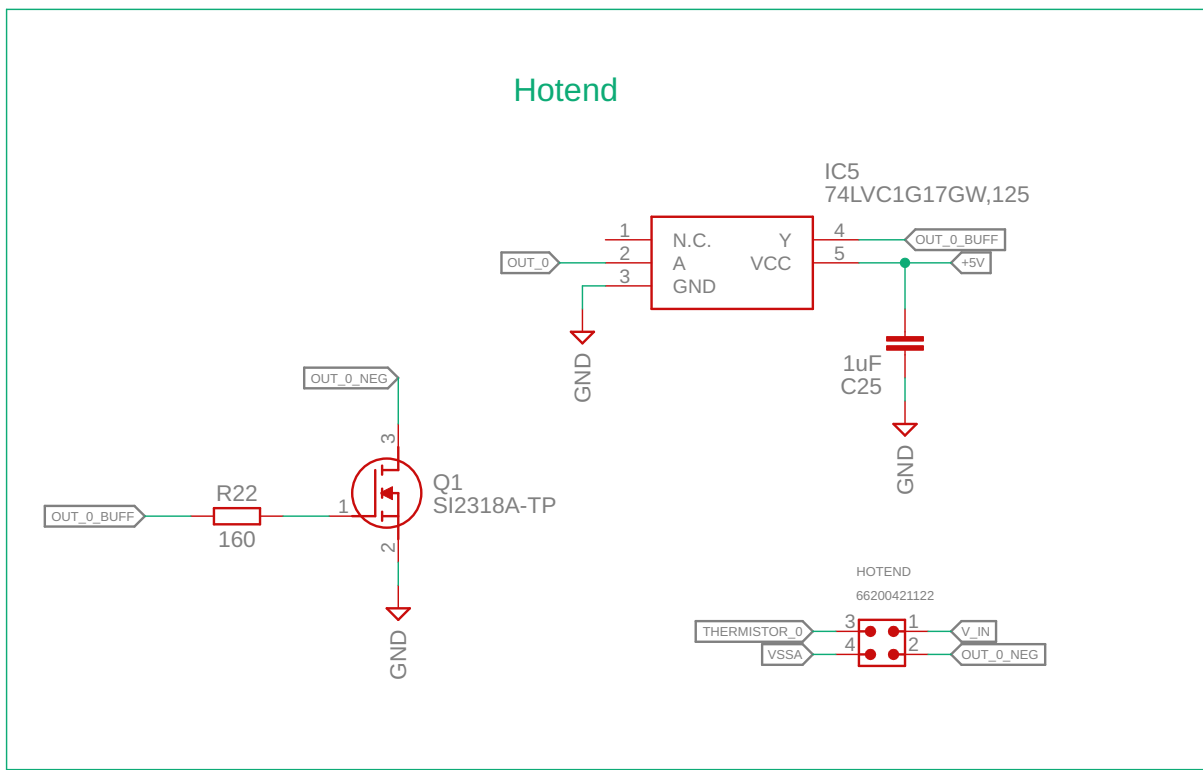 Hotend
IC5
74LVC1G17GW,125
1
N.C.
Y
4
OUT_0_BUFF
OUT_0
2
A
VCC
5
+5V
3
GND
GND
1uF
C25
GND
OUT_0_NEG
3
Q1
SI2318A-TP
R22
1
OUT_0_BUFF
160
2
GND
HOTEND
66200421122
THERMISTOR_0
3
1
V_IN
VSSA
4
2
OUT_0_NEG